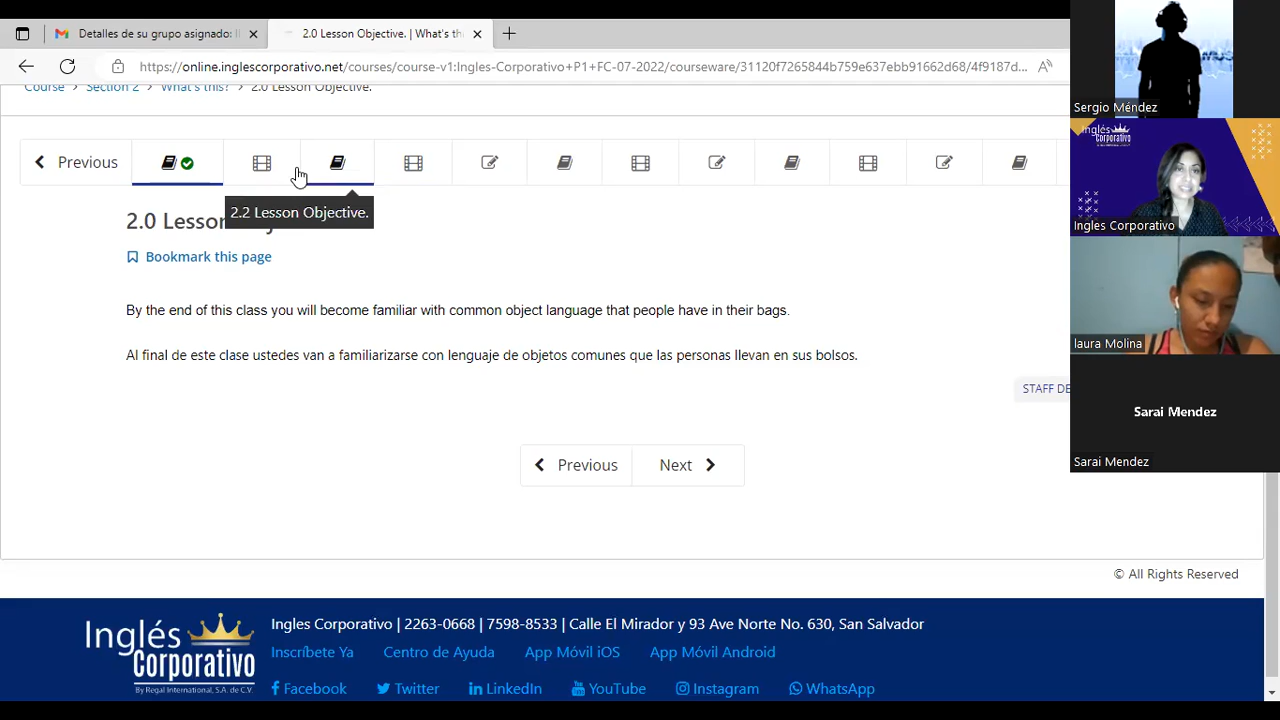 Detalles de su grupo asignado: I
2.0 Lesson Objective. | What's th
https://online.inglescorporativo.net/courses/course-v1:Ingles-Corporativo+P1+FC-07-2022/courseware/31120f7265844b759e637ebb91662d68/4f9187d...
Course > Section 2 > What's this? > 2.0 Lesson Objective.
Previous
2.0 Lesson
2.2 Lesson Objective.
Bookmark this page
By the end of this class you will become familiar with common object language that people have in their bags.
Al final de este clase ustedes van a familiarizarse con lenguaje de objetos comunes que las personas llevan en sus bolsos.
STAFF DE
Previous
Next
© All Rights Reserved
Inglés Corporativo
By Regal International, S.A. de C.V.
Ingles Corporativo | 2263-0668 | 7598-8533 | Calle El Mirador y 93 Ave Norte No. 630, San Salvador
Inscríbete Ya
Centro de Ayuda
App Móvil iOS
App Móvil Android
Facebook
Twitter
LinkedIn
YouTube
Instagram
WhatsApp
Sergio Méndez
Inglés Corporativo
Ingles Corporativo
laura Molina
Sarai Mendez
Sarai Mendez